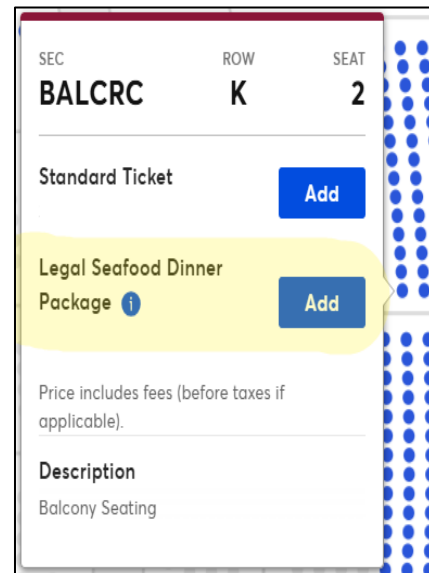 SEC ROW SEAT
BALCRC K 2
Standard Ticket
Add
Legal Seafood Dinner
Package i
Add
Price includes fees (before taxes if
applicable).
Description
Balcony Seating